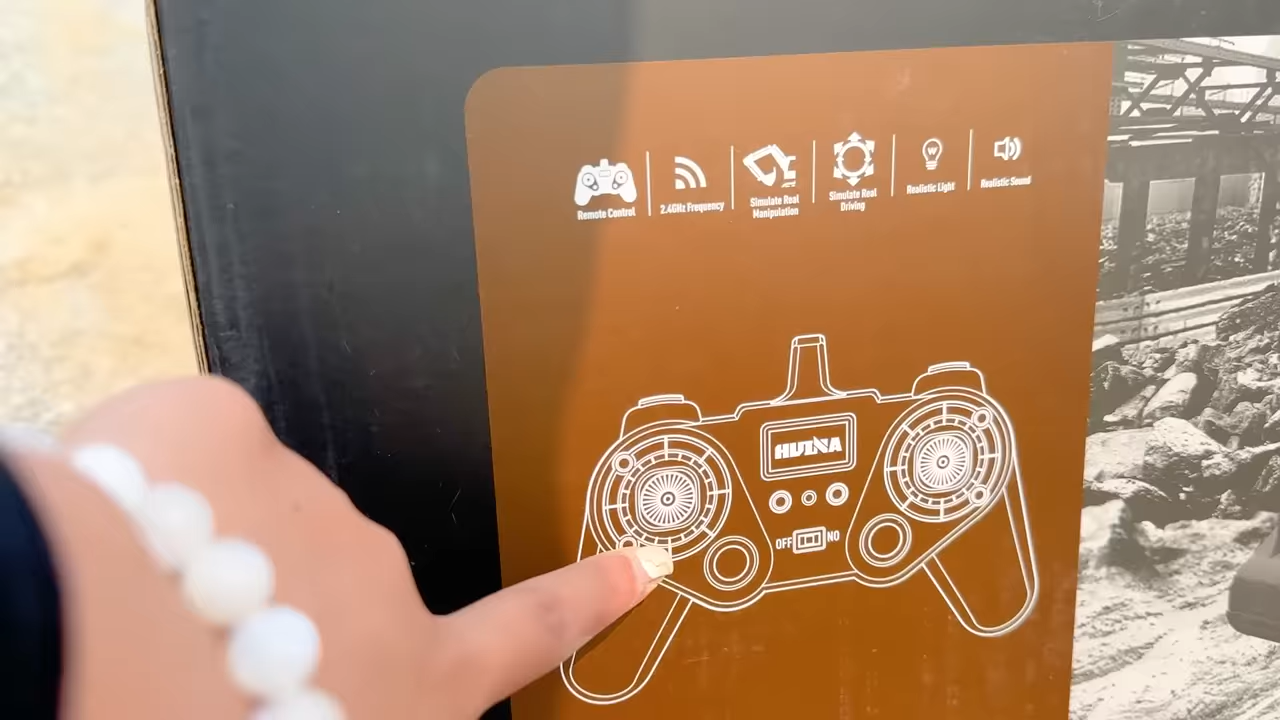 Remote Control
2.4GHz Frequency
Simulate Real
Manipulation
Simulate Real
Driving
Realistic Light
Realistic Sound
HUINA
OFF NO